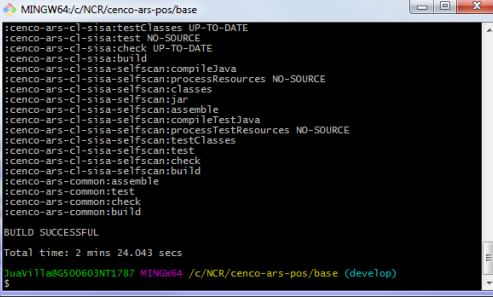 MINGW64:/c/NCR/cenco-ars-pos/base
:cenco-ars-cl-sisa:testClasses UP-TO-DATE
:cenco-ars-cl-sisa:test NO-SOURCE
:cenco-ars-cl-sisa:check UP-TO-DATE
:cenco-ars-cl-sisa:build
:cenco-ars-cl-sisa-selfscan:compileJava
:cenco-ars-cl-sisa-selfscan:processResources NO-SOURCE
:cenco-ars-cl-sisa-selfscan:classes
:cenco-ars-cl-sisa-selfscan:jar
:cenco-ars-cl-sisa-selfscan:assemble
:cenco-ars-cl-sisa-selfscan:compileTestJava
:cenco-ars-cl-sisa-selfscan:processTestResources NO-SOURCE
:cenco-ars-cl-sisa-selfscan:testClasses
:cenco-ars-cl-sisa-selfscan:test
:cenco-ars-cl-sisa-selfscan:check
:cenco-ars-cl-sisa-selfscan:build
:cenco-ars-common:assemble
:cenco-ars-common:test
:cenco-ars-common:check
:cenco-ars-common:build
BUILD SUCCESSFUL
Total time: 2 mins 24.043 secs
JuaVilla@G500603NT1787 MINGW64 /c/NCR/cenco-ars-pos/base (develop)
$